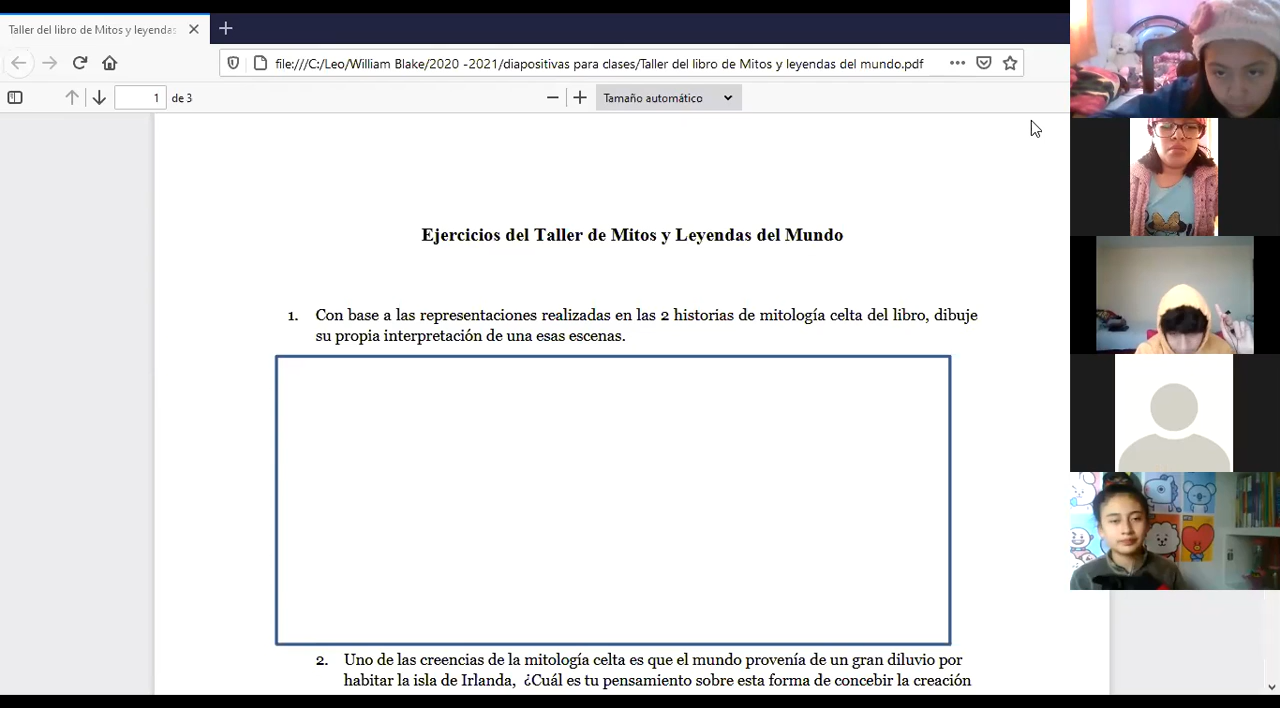 Taller del libro de Mitos y leyendas
file:///C:/Leo/William Blake/2020 -2021/diapositivas para clases/Taller del libro de Mitos y leyendas del mundo.pdf
1 de 3
Tamaño automático
Ejercicios del Taller de Mitos y Leyendas del Mundo
1. Con base a las representaciones realizadas en las 2 historias de mitología celta del libro, dibuje
su propia interpretación de una esas escenas.
2. Uno de las creencias de la mitología celta es que el mundo provenía de un gran diluvio por
habitar la isla de Irlanda, ¿Cuál es tu pensamiento sobre esta forma de concebir la creación